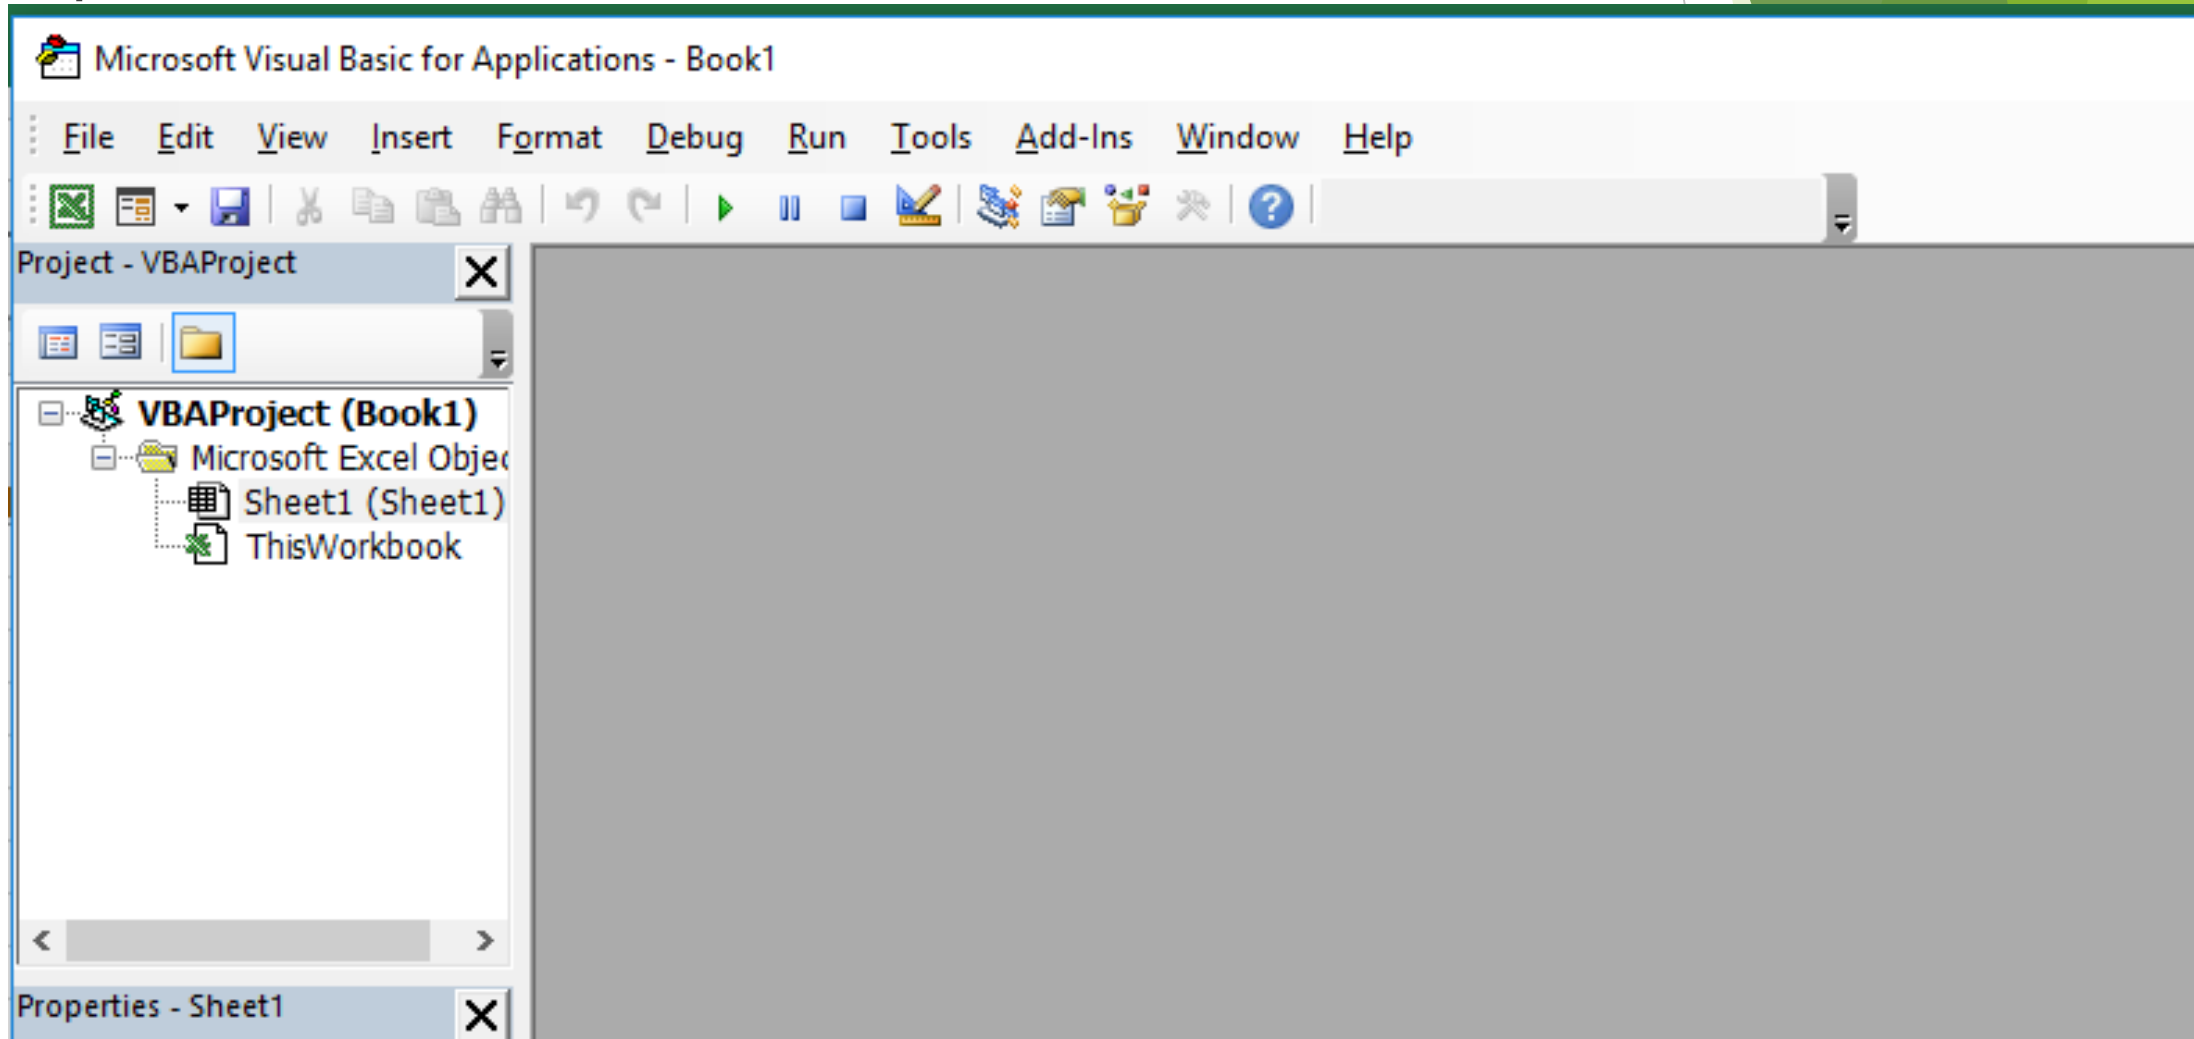 Microsoft Visual Basic for Applications - Book1
File Edit View Insert Format Debug Run Tools Add-Ins Window Help
Project - VBAProject
VBAProject (Book1)
Microsoft Excel Objec
Sheet1 (Sheet1)
ThisWorkbook
Properties - Sheet1